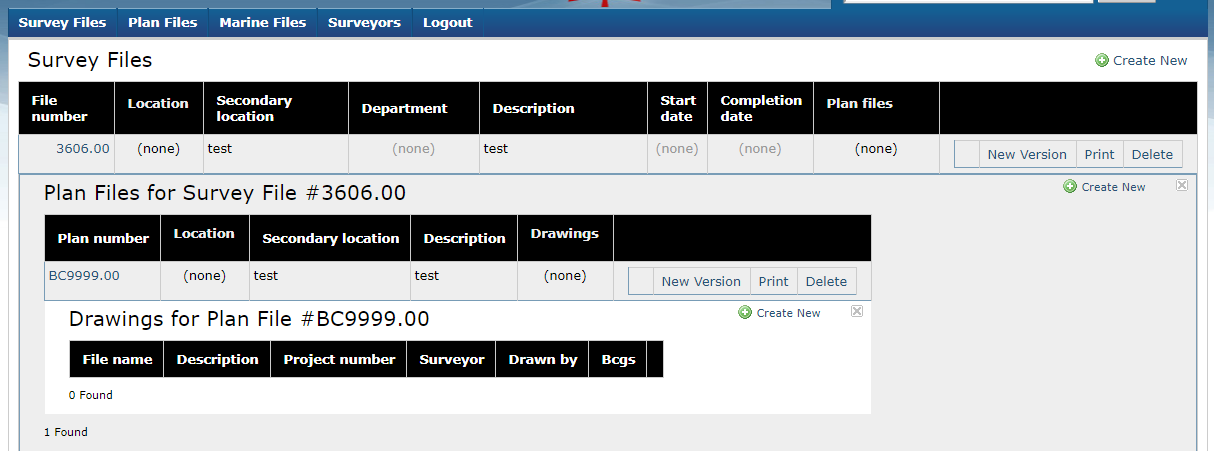 Survey Files Plan Files Marine Files Surveyors Logout
Survey Files Create New
File number Location Secondary location Department Description Start date Completion date Plan files
3606.00 (none) test (none) test (none) (none) (none) New Version Print Delete
Plan Files for Survey File #3606.00 Create New
Plan number Location Secondary location Description Drawings
BC9999.00 (none) test test (none) New Version Print Delete
Drawings for Plan File #BC9999.00 Create New
File name Description Project number Surveyor Drawn by Bcgs
0 Found
1 Found